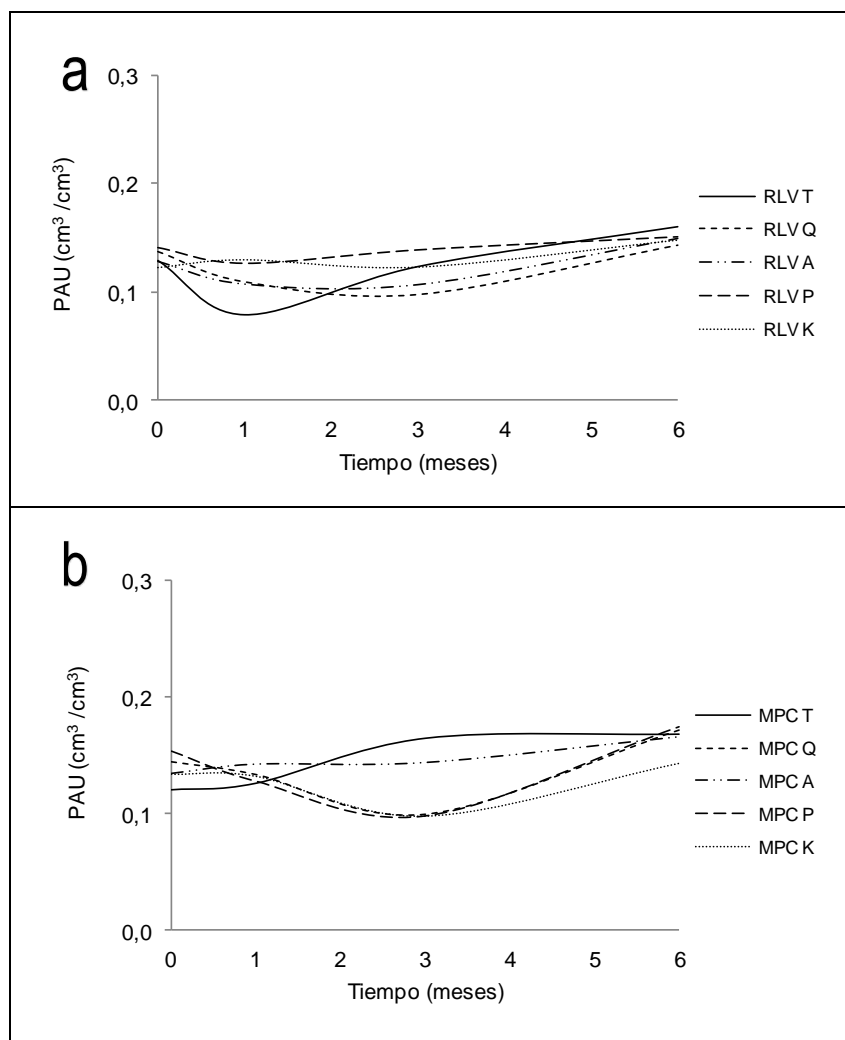 a
0,3
0,2
0,1
0,0
PAU (cm³ /cm³)
0 1 2 3 4 5 6
Tiempo (meses)
RLV T
RLV Q
RLV A
RLV P
RLV K
b
0,3
0,2
0,1
0,0
PAU (cm³ /cm³)
0 1 2 3 4 5 6
Tiempo (meses)
MPC T
MPC Q
MPC A
MPC P
MPC K